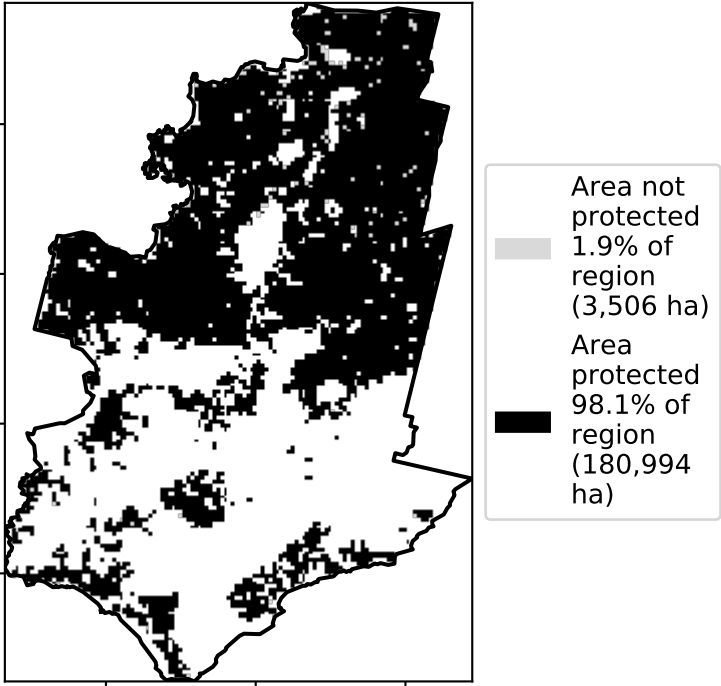 Area not
protected
1.9% of
region
(3,506 ha)
Area
protected
98.1% of
region
(180,994
ha)